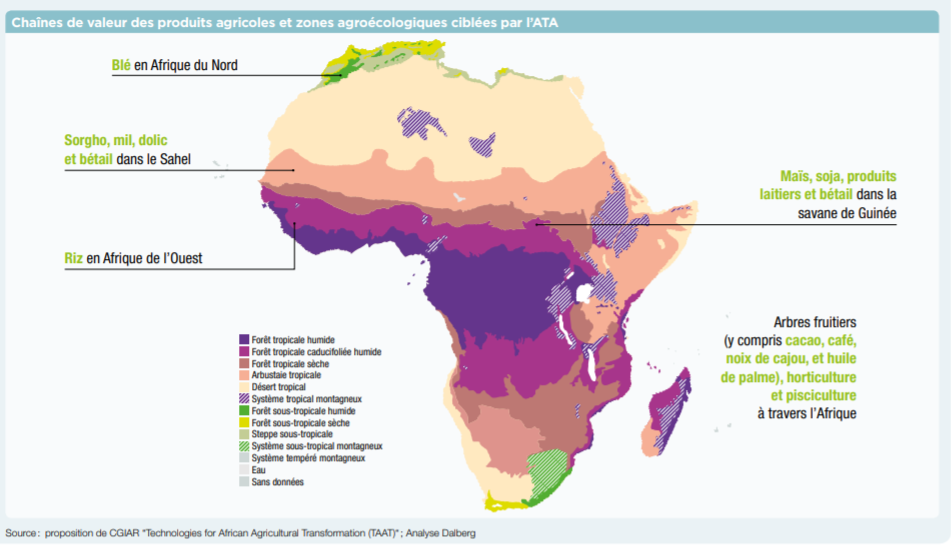 Chaînes de valeur des produits agricoles et zones agroécologiques ciblées par l'ATA
Blé en Afrique du Nord
Sorgho, mil, dolic
et bétail dans le Sahel
Maïs, soja, produits
laitiers et bétail dans la
savane de Guinée
Riz en Afrique de l'Ouest
Arbres fruitiers
(y compris cacao, café,
noix de cajou, et huile
de palme), horticulture
et pisciculture
à travers l'Afrique
Forêt tropicale humide
Forêt tropicale caducifoliée humide
Forêt tropicale sèche
Arbustaie tropicale
Désert tropical
Système tropical montagneux
Forêt sous-tropicale humide
Forêt sous-tropicale sèche
Steppe sous-tropicale
Système sous-tropical montagneux
Système tempéré montagneux
Eau
Sans données
Source : proposition de CGIAR "Technologies for African Agricultural Transformation (TAAT)" ; Analyse Dalberg